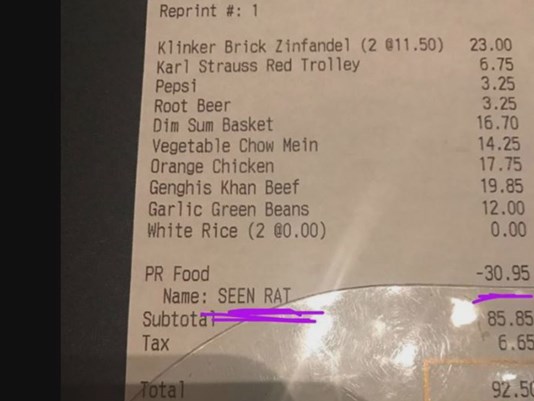 Reprint #: 1
Klinker Brick Zinfandel (2 @11.50) 23.00
Karl Strauss Red Trolley 6.75
Pepsi 3.25
Root Beer 3.25
Dim Sum Basket 16.70
Vegetable Chow Mein 14.25
Orange Chicken 17.75
Genghis Khan Beef 19.85
Garlic Green Beans 12.00
White Rice (2 @0.00) 0.00
PR Food -30.95
Name: SEEN RAT
Subtotal 85.85
Tax 6.65
Total 92.50